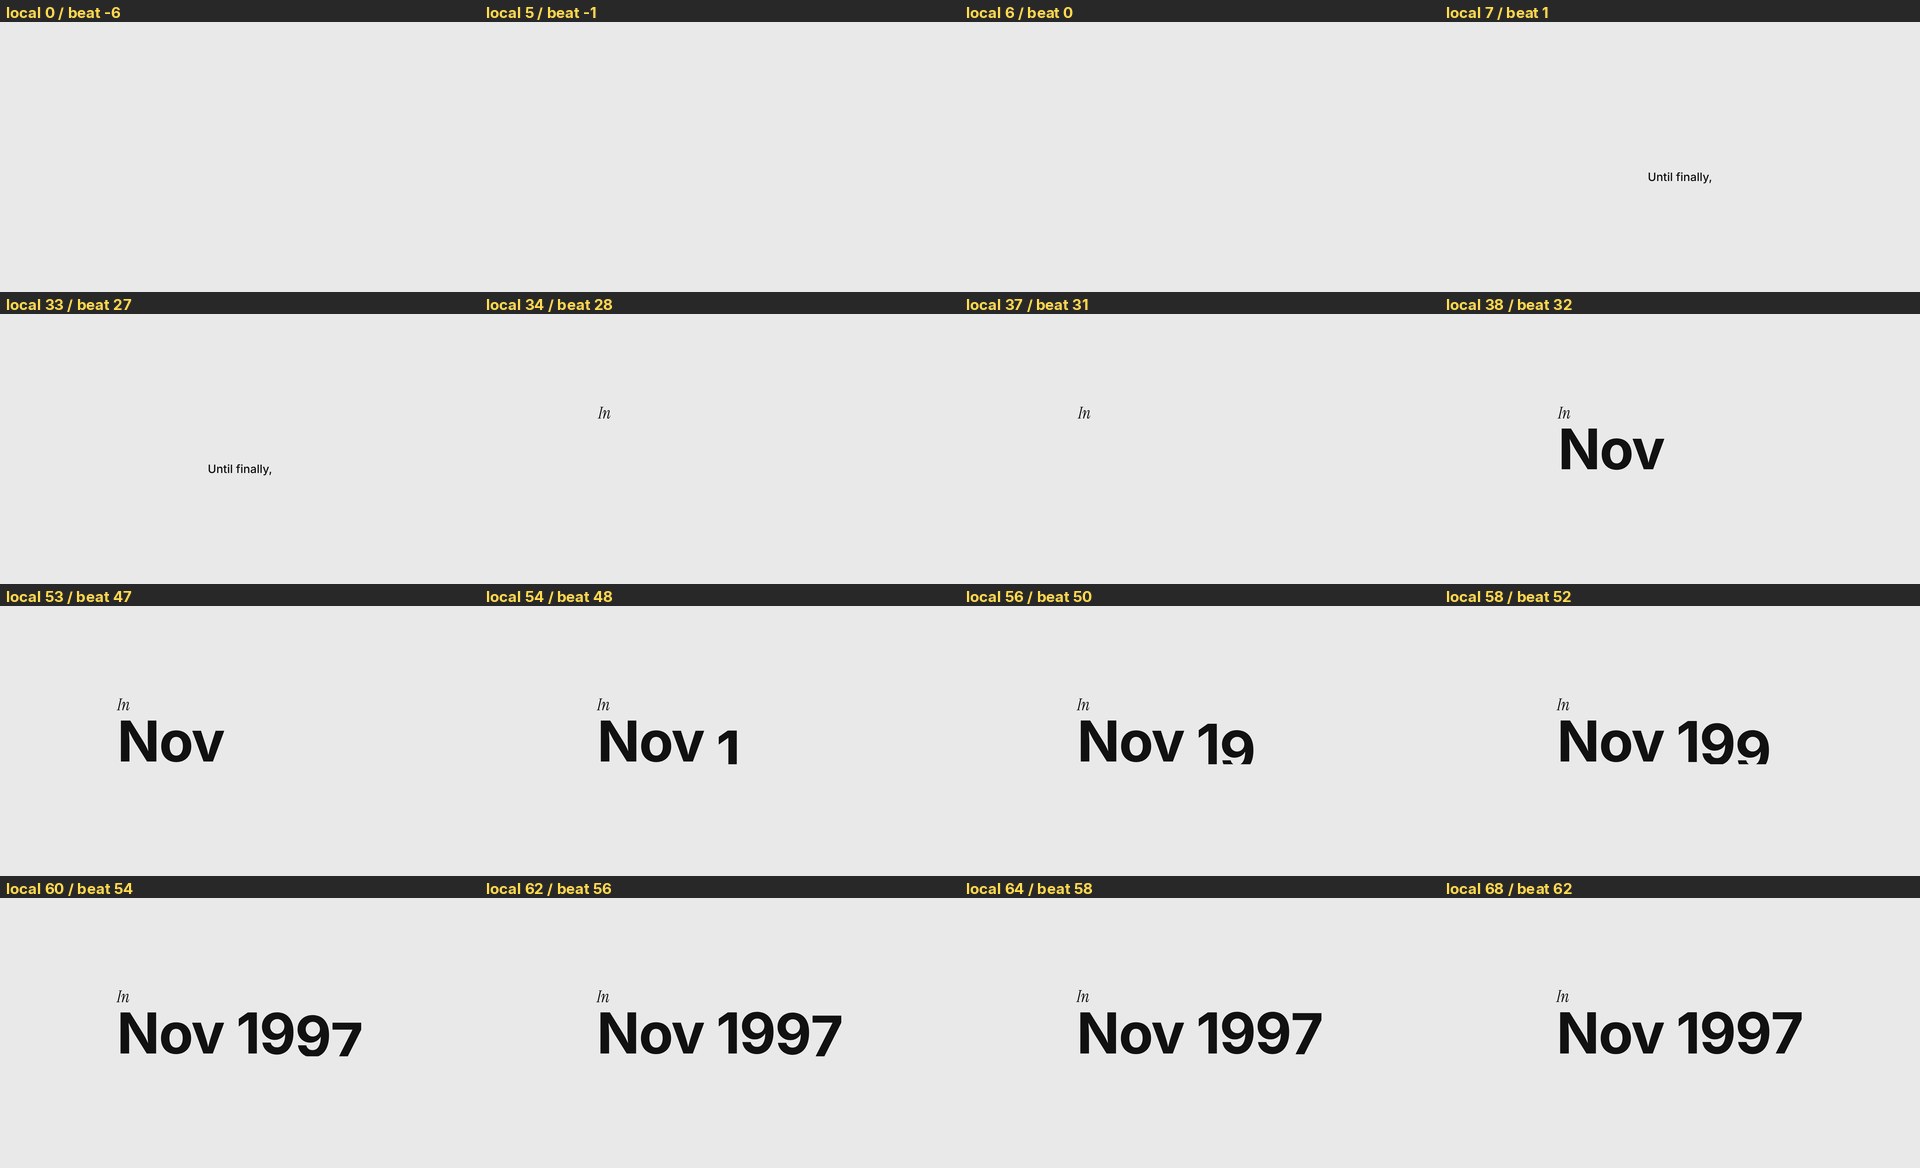 local 0 / beat -6
local 5 / beat -1
local 6 / beat 0
local 7 / beat 1
Until finally,
local 33 / beat 27
local 34 / beat 28
local 37 / beat 31
local 38 / beat 32
Until finally,
In
In
In
Nov
local 53 / beat 47
local 54 / beat 48
local 56 / beat 50
local 58 / beat 52
In
Nov
In
Nov 1
In
Nov 19
In
Nov 199
local 60 / beat 54
local 62 / beat 56
local 64 / beat 58
local 68 / beat 62
In
Nov 1997
In
Nov 1997
In
Nov 1997
In
Nov 1997